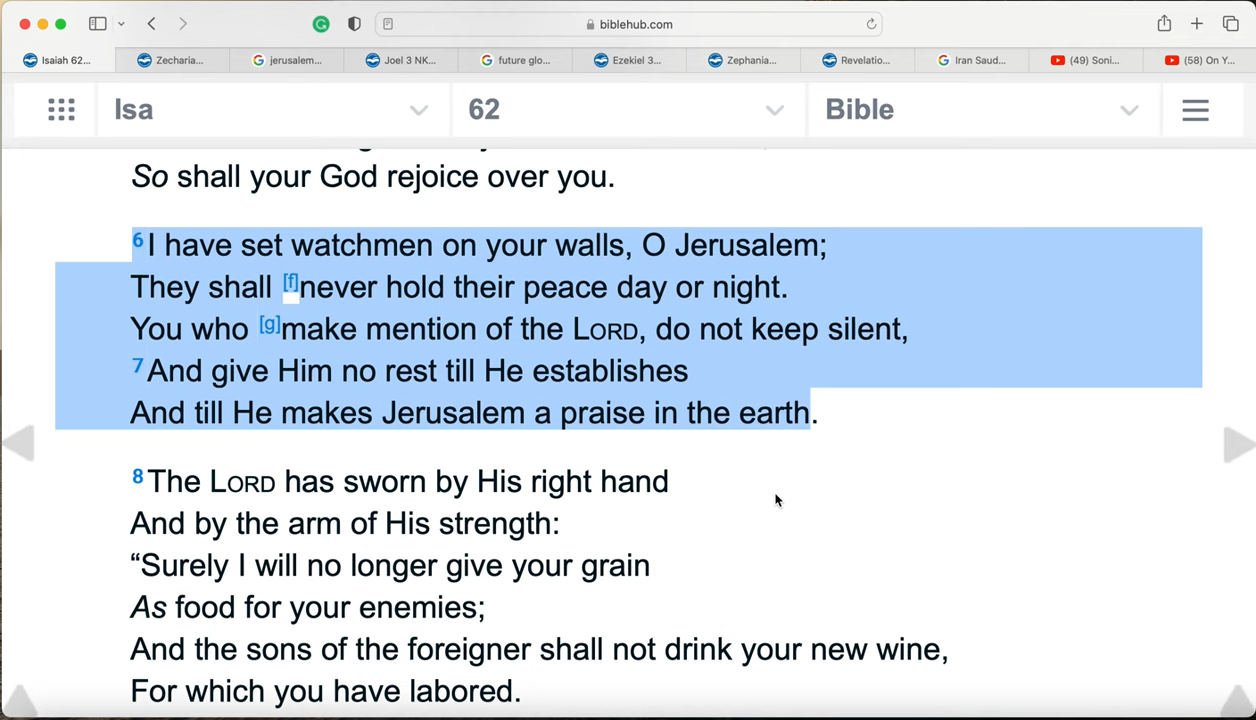 biblehub.com
Isaiah 62...
Zecharia...
jerusalem...
Joel 3 NK...
future glo...
Ezekiel 3...
Zephania...
Revelatio...
Iran Saud...
(49) Soni...
(58) On Y...
Isa
62
Bible
So shall your God rejoice over you.
6 I have set watchmen on your walls, O Jerusalem;
They shall [f]never hold their peace day or night.
You who [g]make mention of the LORD, do not keep silent,
7 And give Him no rest till He establishes
And till He makes Jerusalem a praise in the earth.
8 The LORD has sworn by His right hand
And by the arm of His strength:
“Surely I will no longer give your grain
As food for your enemies;
And the sons of the foreigner shall not drink your new wine,
For which you have labored.